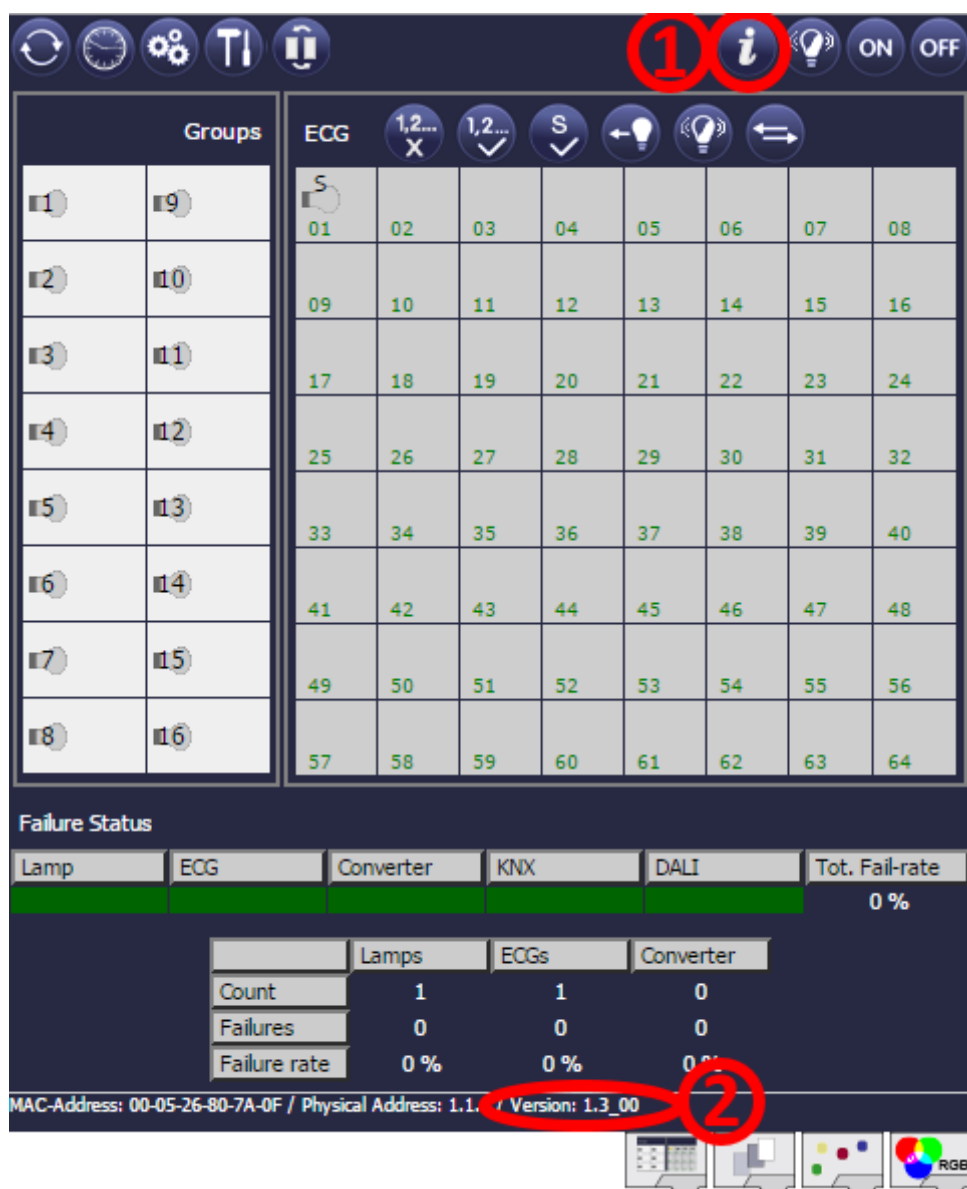 T 1 i ON OFF
Groups ECG 1,2... X 1,2... S
1 9 S
01 02 03 04 05 06 07 08
2 10
09 10 11 12 13 14 15 16
3 11
17 18 19 20 21 22 23 24
4 12
25 26 27 28 29 30 31 32
5 13
33 34 35 36 37 38 39 40
6 14
41 42 43 44 45 46 47 48
7 15
49 50 51 52 53 54 55 56
8 16
57 58 59 60 61 62 63 64
Failure Status
Lamp ECG Converter KNX DALI Tot. Fail-rate
0 %
Lamps ECGs Converter
Count 1 1 0
Failures 0 0 0
Failure rate 0 % 0 % 0 %
MAC-Address: 00-05-26-80-7A-0F / Physical Address: 1.1. / Version: 1.3_00
2
RGB